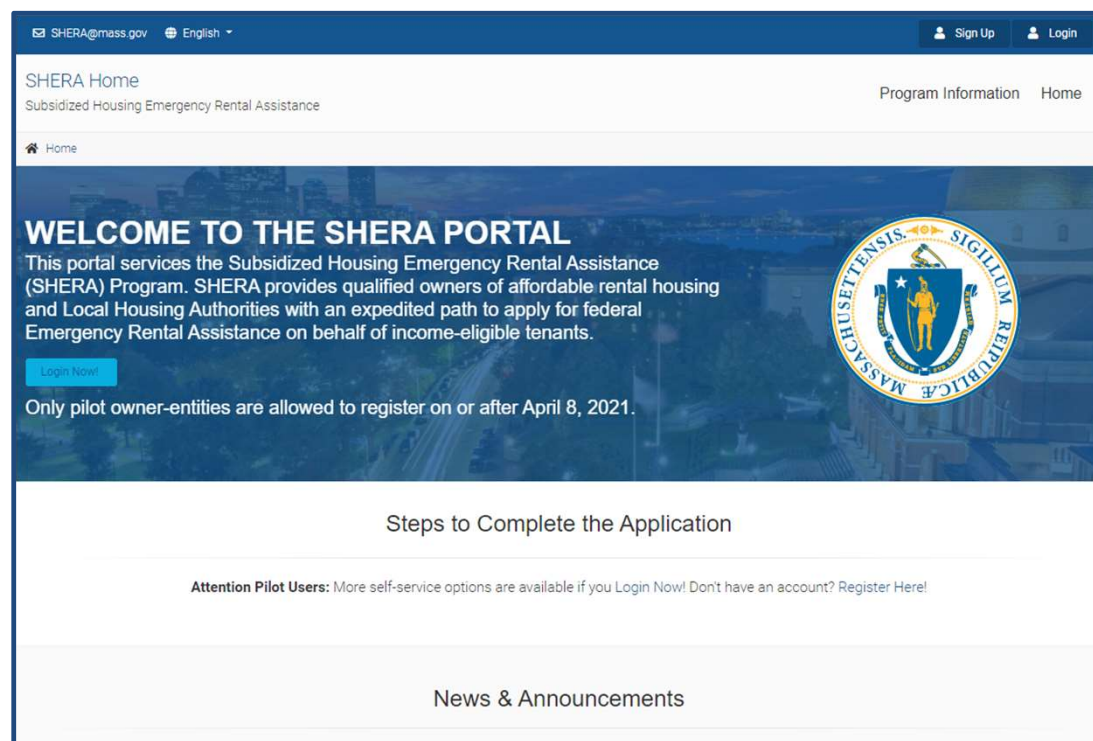 SHERA@mass.gov English Sign Up Login
SHERA Home
Subsidized Housing Emergency Rental Assistance
Program Information Home
Home
WELCOME TO THE SHERA PORTAL
This portal services the Subsidized Housing Emergency Rental Assistance
(SHERA) Program. SHERA provides qualified owners of affordable rental housing
and Local Housing Authorities with an expedited path to apply for federal
Emergency Rental Assistance on behalf of income-eligible tenants.
Login Now!
Only pilot owner-entities are allowed to register on or after April 8, 2021.
SIGILLUM REIPUBLICÆ MASSACHUSETTENSIS.
Steps to Complete the Application
Attention Pilot Users: More self-service options are available if you Login Now! Don't have an account? Register Here!
News & Announcements